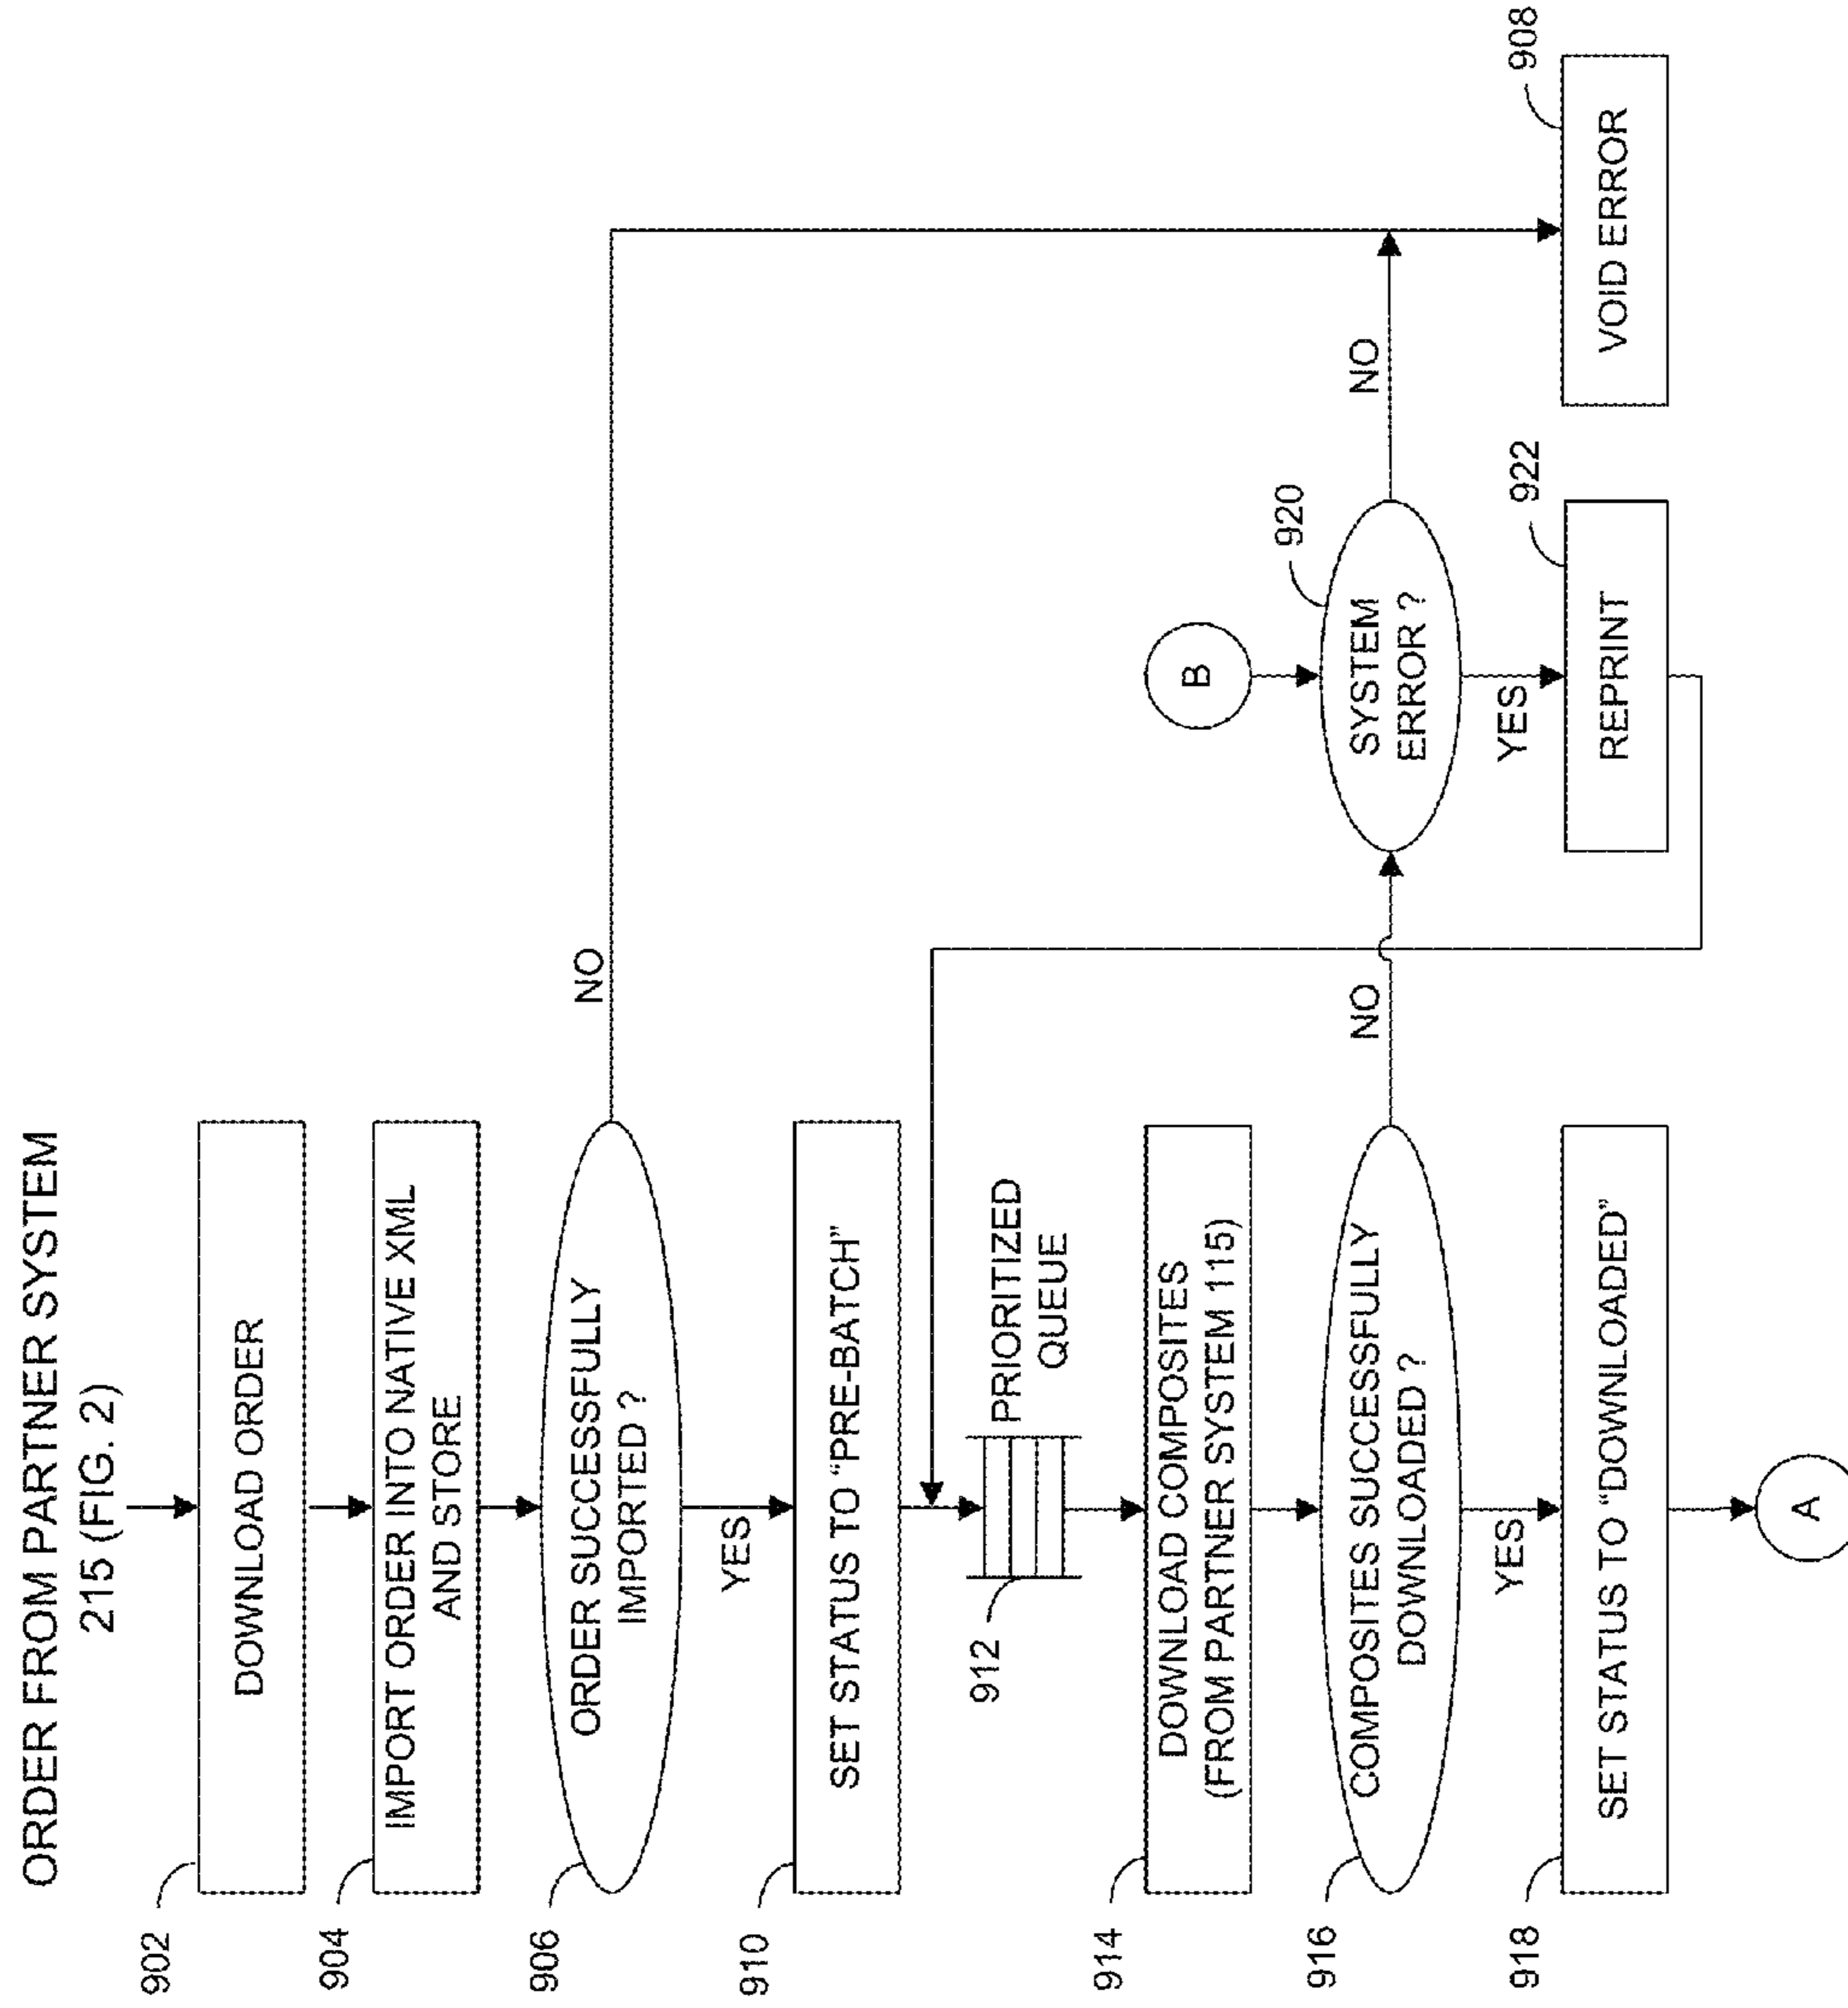 ORDER FROM PARTNER SYSTEM
215 (FIG. 2)
902
DOWNLOAD ORDER
904
IMPORT ORDER INTO NATIVE XML
AND STORE
906
ORDER SUCCESSFULLY
IMPORTED ?
NO
YES
910
SET STATUS TO "PRE-BATCH"
912
PRIORITIZED
QUEUE
914
DOWNLOAD COMPOSITES
(FROM PARTNER SYSTEM 115)
B
916
COMPOSITES SUCCESSFULLY
DOWNLOADED ?
NO
920
SYSTEM
ERROR ?
NO
YES
YES
918
SET STATUS TO "DOWNLOADED"
922
REPRINT
908
VOID ERROR
A